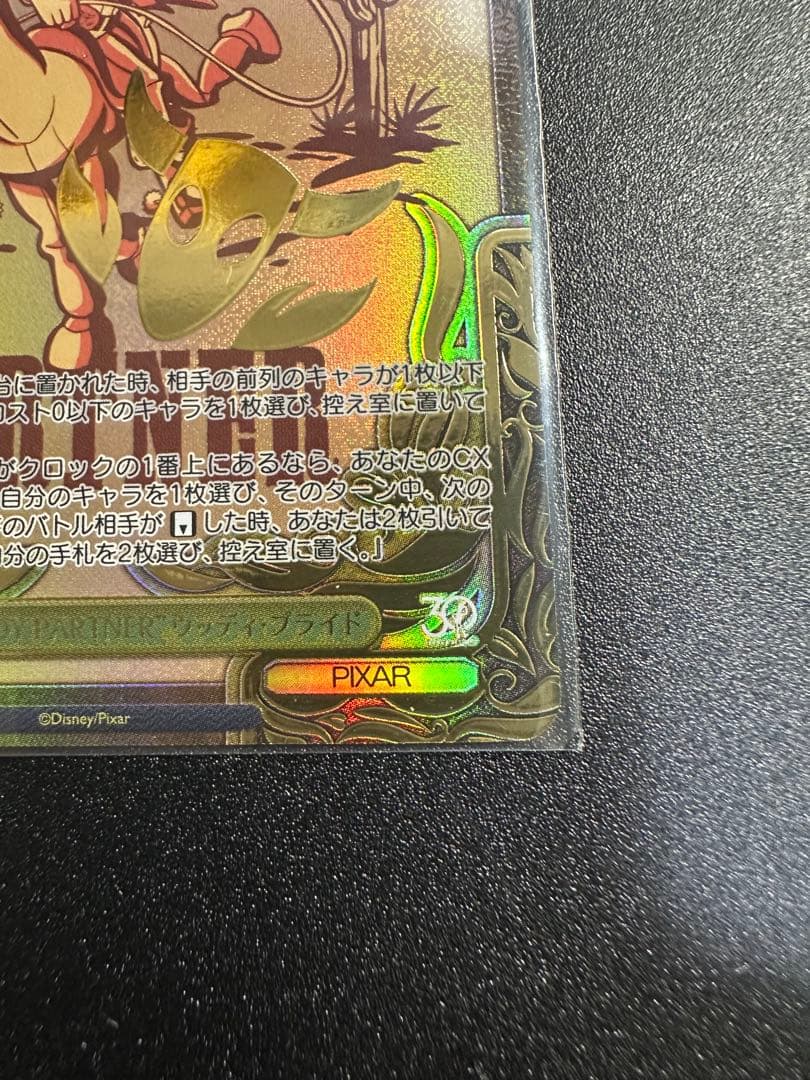 台に置かれた時、相手の前列のキャラが1枚以下
コスト0以下のキャラを1枚選び、控え室に置いて
がクロックの1番上にあるなら、あなたのCX
自分のキャラを1枚選び、そのターン中、次の
のバトル相手が した時、あなたは2枚引いて
自分の手札を2枚選び、控え室に置く。』
PARTNER ウッディ・プライド
PIXAR
©Disney/Pixar